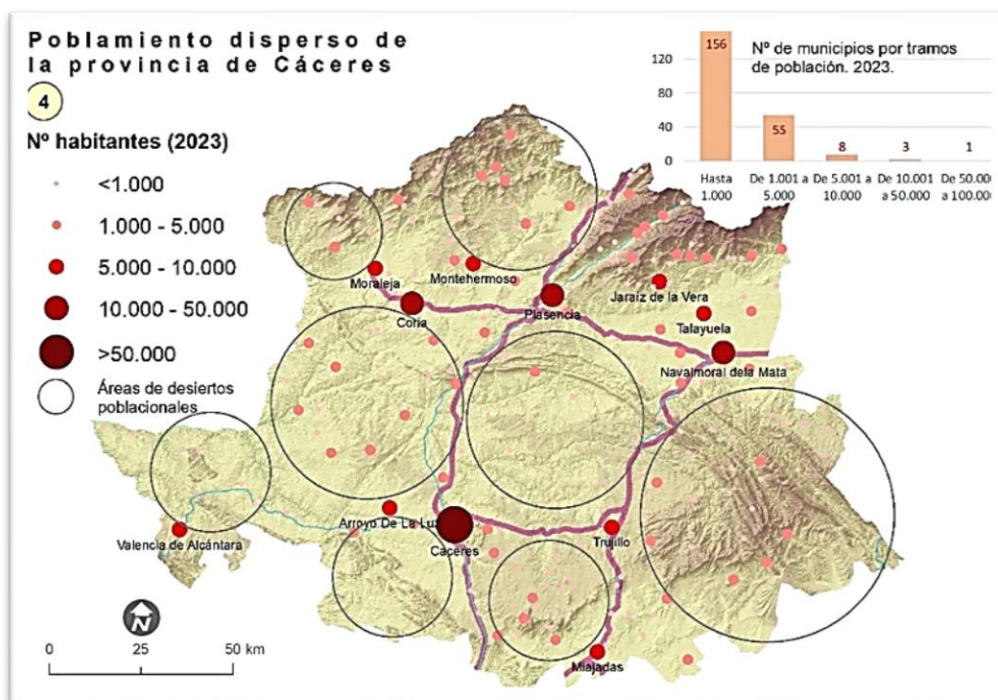 Poblamiento disperso de
la provincia de Cáceres
4
Nº habitantes (2023)
<1.000
1.000 - 5.000
5.000 - 10.000
10.000 - 50.000
>50.000
Áreas de desiertos
poblacionales
Nº de municipios por tramos
de población. 2023.
120
80
40
0
156
55
8
3
1
Hasta
1.000
De 1.001 a
5.000
De 5.001 a
10.000
De 10.001
a 50.000
De 50.00
a 100.00
Moraleja
Montehermoso
Coria
Plasencia
Jaraíz de la Vera
Talayuela
Navalmoral dela Mata
Arroyo De La Luz
Cáceres
Trujillo
Valencia de Alcántara
Miajadas
N
0
25
50 km